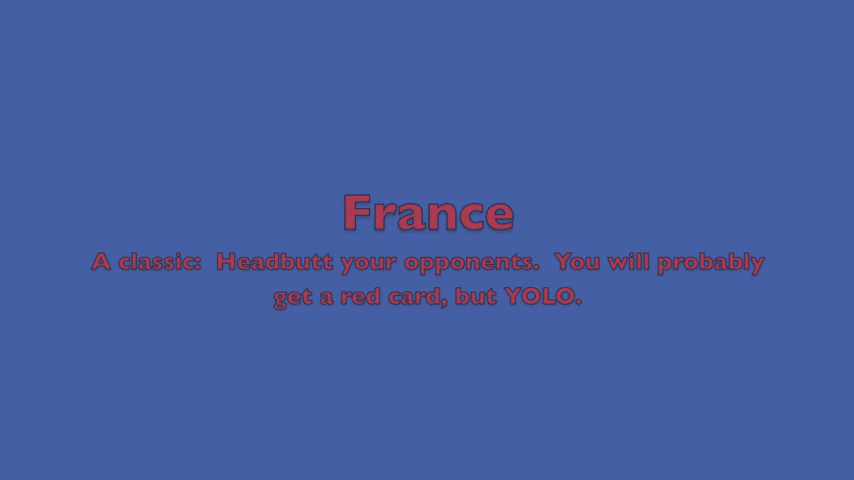 France
A classic:  Headbutt your opponents.  You will probably
get a red card, but YOLO.